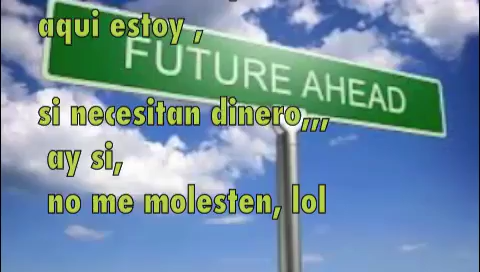 aqui estoy ,
FUTURE AHEAD
si necesitan dinero,,,
ay si,
no me molesten, lol